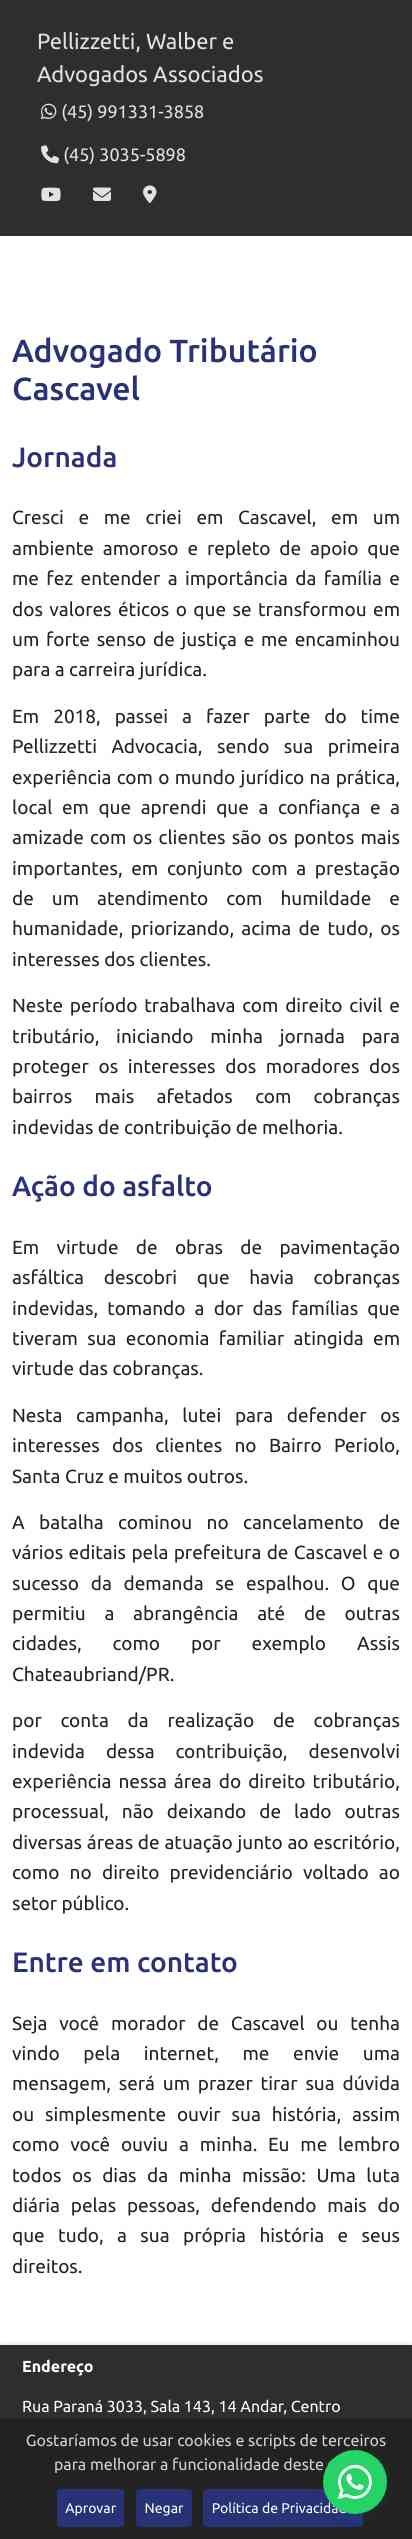 Pellizzetti, Walber e
Advogados Associados
(45) 991331-3858
(45) 3035-5898
Advogado Tributário
Cascavel
Jornada
Cresci e me criei em Cascavel, em um
ambiente amoroso e repleto de apoio que
me fez entender a importância da família e
dos valores éticos o que se transformou em
um forte senso de justiça e me encaminhou
para a carreira jurídica.
Em 2018, passei a fazer parte do time
Pellizzetti Advocacia, sendo sua primeira
experiência com o mundo jurídico na prática,
local em que aprendi que a confiança e a
amizade com os clientes são os pontos mais
importantes, em conjunto com a prestação
de um atendimento com humildade e
humanidade, priorizando, acima de tudo, os
interesses dos clientes.
Neste período trabalhava com direito civil e
tributário, iniciando minha jornada para
proteger os interesses dos moradores dos
bairros mais afetados com cobranças
indevidas de contribuição de melhoria.
Ação do asfalto
Em virtude de obras de pavimentação
asfáltica descobri que havia cobranças
indevidas, tomando a dor das famílias que
tiveram sua economia familiar atingida em
virtude das cobranças.
Nesta campanha, lutei para defender os
interesses dos clientes no Bairro Periolo,
Santa Cruz e muitos outros.
A batalha cominou no cancelamento de
vários editais pela prefeitura de Cascavel e o
sucesso da demanda se espalhou. O que
permitiu a abrangência até de outras
cidades, como por exemplo Assis
Chateaubriand/PR.
por conta da realização de cobranças
indevida dessa contribuição, desenvolvi
experiência nessa área do direito tributário,
processual, não deixando de lado outras
diversas áreas de atuação junto ao escritório,
como no direito previdenciário voltado ao
setor público.
Entre em contato
Seja você morador de Cascavel ou tenha
vindo pela internet, me envie uma
mensagem, será um prazer tirar sua dúvida
ou simplesmente ouvir sua história, assim
como você ouviu a minha. Eu me lembro
todos os dias da minha missão: Uma luta
diária pelas pessoas, defendendo mais do
que tudo, a sua própria história e seus
direitos.
Endereço
Rua Paraná 3033, Sala 143, 14 Andar, Centro
Gostaríamos de usar cookies e scripts de terceiros
para melhorar a funcionalidade deste
Aprovar
Negar
Política de